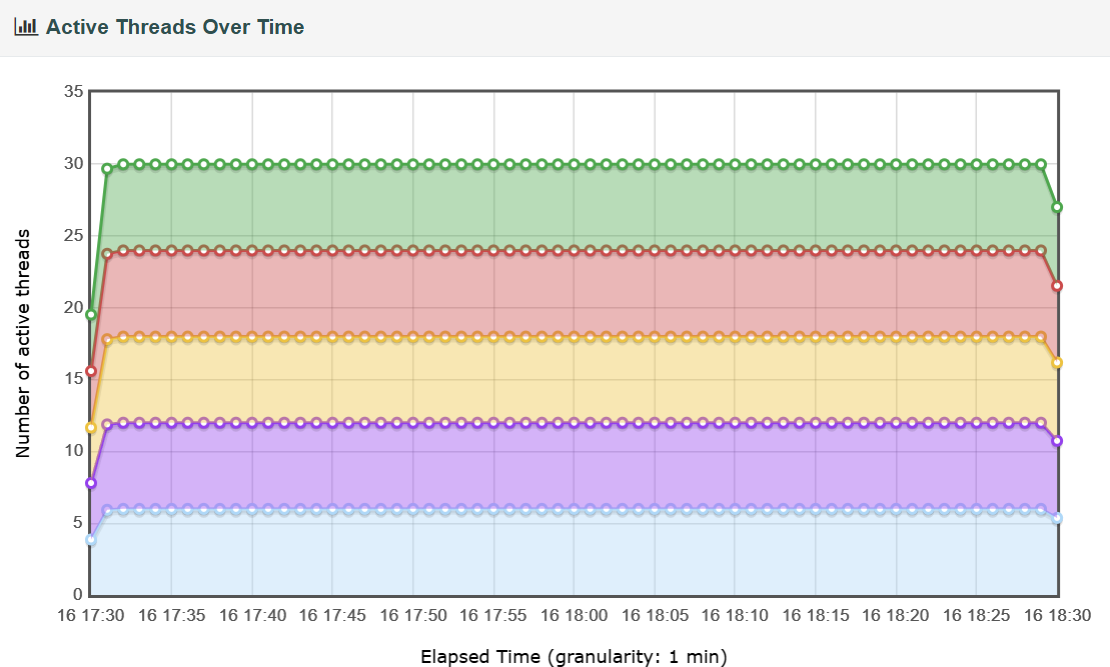 Active Threads Over Time
35
30
25
20
15
10
5
0
Number of active threads
16 17:30 16 17:35 16 17:40 16 17:45 16 17:50 16 17:55 16 18:00 16 18:05 16 18:10 16 18:15 16 18:20 16 18:25 16 18:30
Elapsed Time (granularity: 1 min)